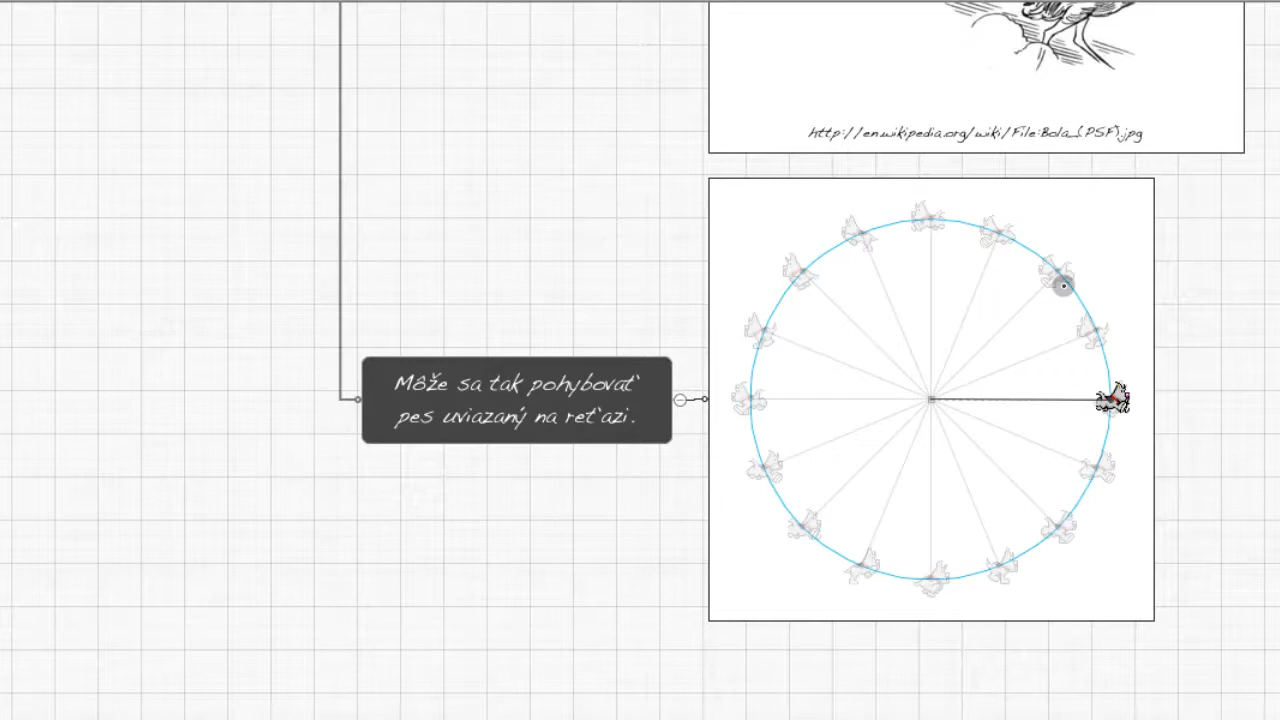 http://en.wikipedia.org/wiki/File:Bola_(PSF).jpg
Môže sa tak pohybovať
pes uviazaný na reťazi.